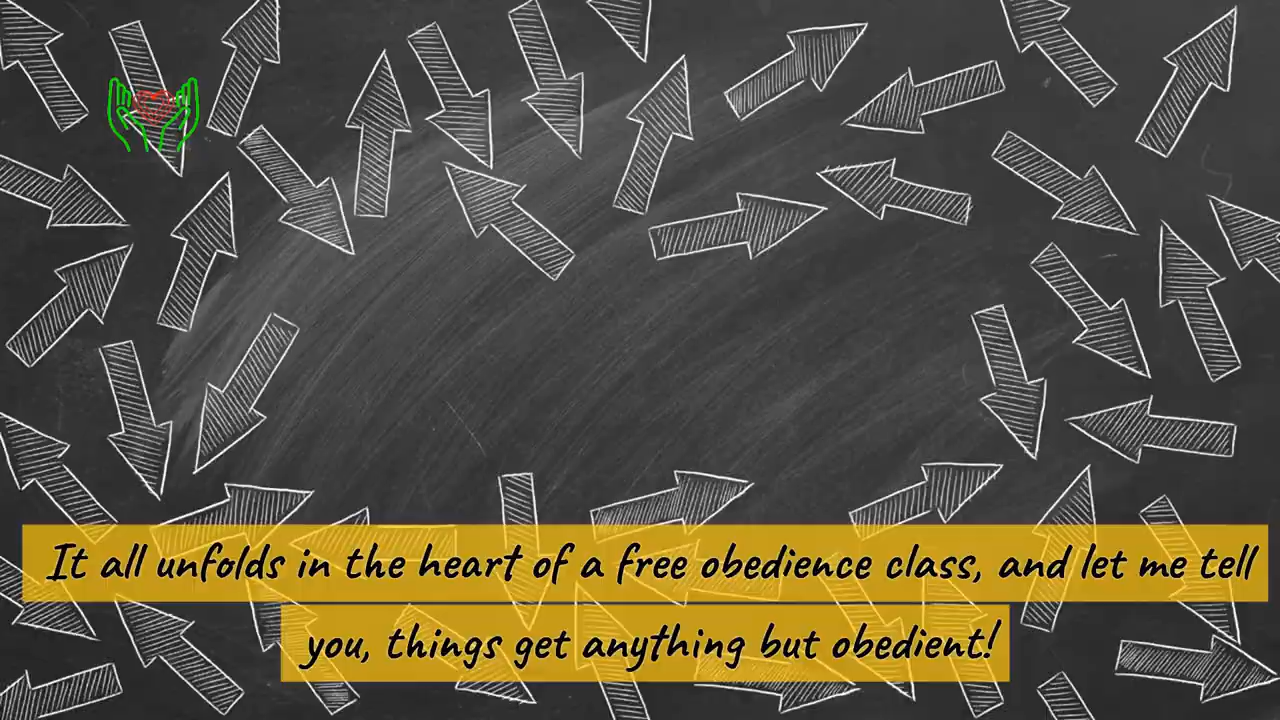 It all unfolds in the heart of a free obedience class, and let me tell
you, things get anything but obedient!